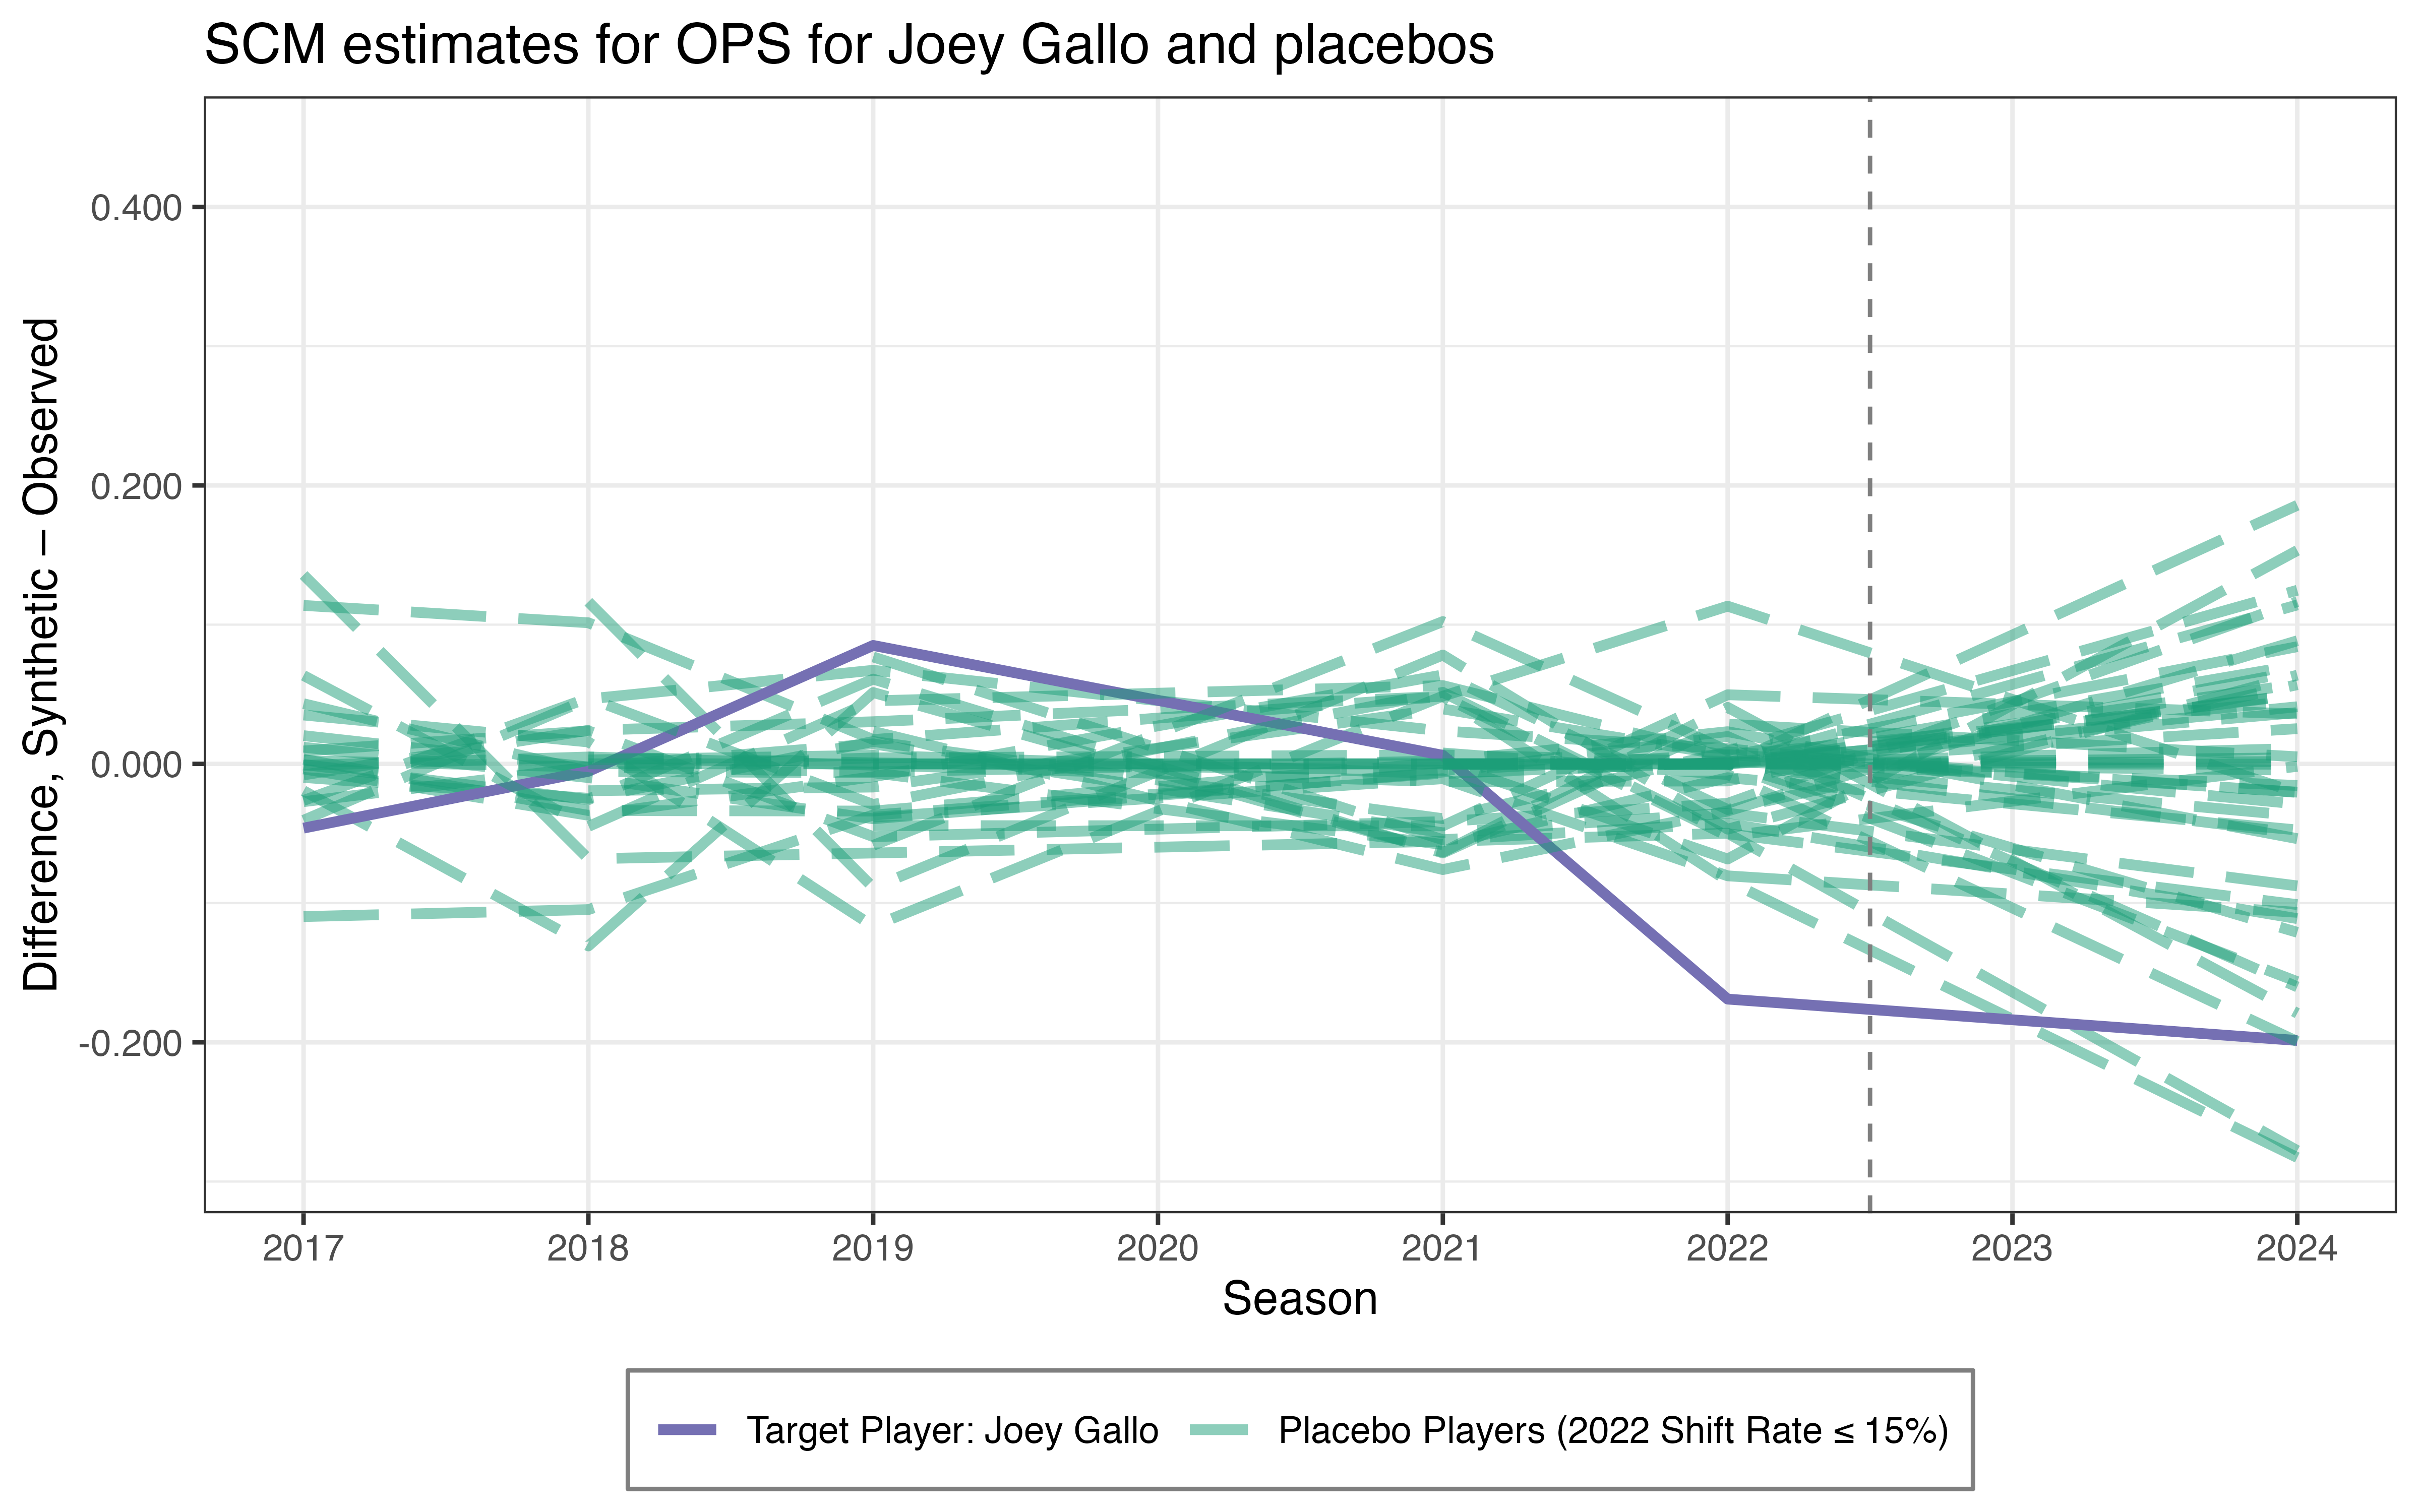 SCM estimates for OPS for Joey Gallo and placebos
Difference, Synthetic − Observed
0.400
0.200
0.000
-0.200
2017 2018 2019 2020 2021 2022 2023 2024
Season
Target Player: Joey Gallo Placebo Players (2022 Shift Rate ≤ 15%)